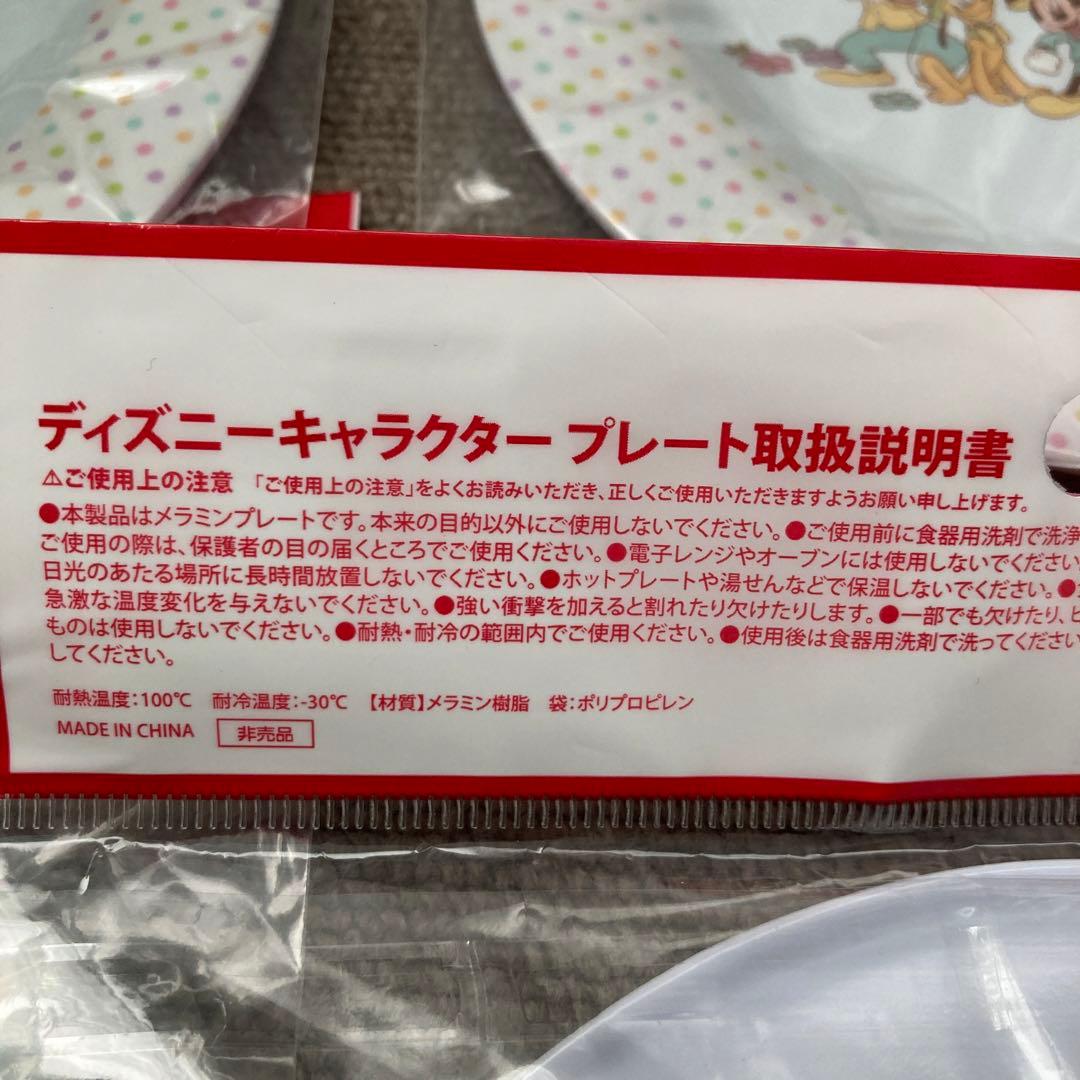 ディズニーキャラクター プレート取扱説明書
⚠ご使用上の注意 「ご使用上の注意」をよくお読みいただき、正しくご使用いただきますようお願い申し上げます。
●本製品はメラミンプレートです。本来の目的以外にご使用しないでください。●ご使用前に食器用洗剤で洗浄
ご使用の際は、保護者の目の届くところでご使用ください。●電子レンジやオーブンには使用しないでください
日光のあたる場所に長時間放置しないでください。●ホットプレートや湯せんなどで保温しないでください。●
急激な温度変化を与えないでください。●強い衝撃を加えると割れたり欠けたりします。●一部でも欠けたり、ヒ
ものは使用しないでください。●耐熱・耐冷の範囲内でご使用ください。●使用後は食器用洗剤で洗ってください
してください。
耐熱温度:100℃ 耐冷温度:-30℃ 【材質】メラミン樹脂 袋:ポリプロピレン
MADE IN CHINA 非売品